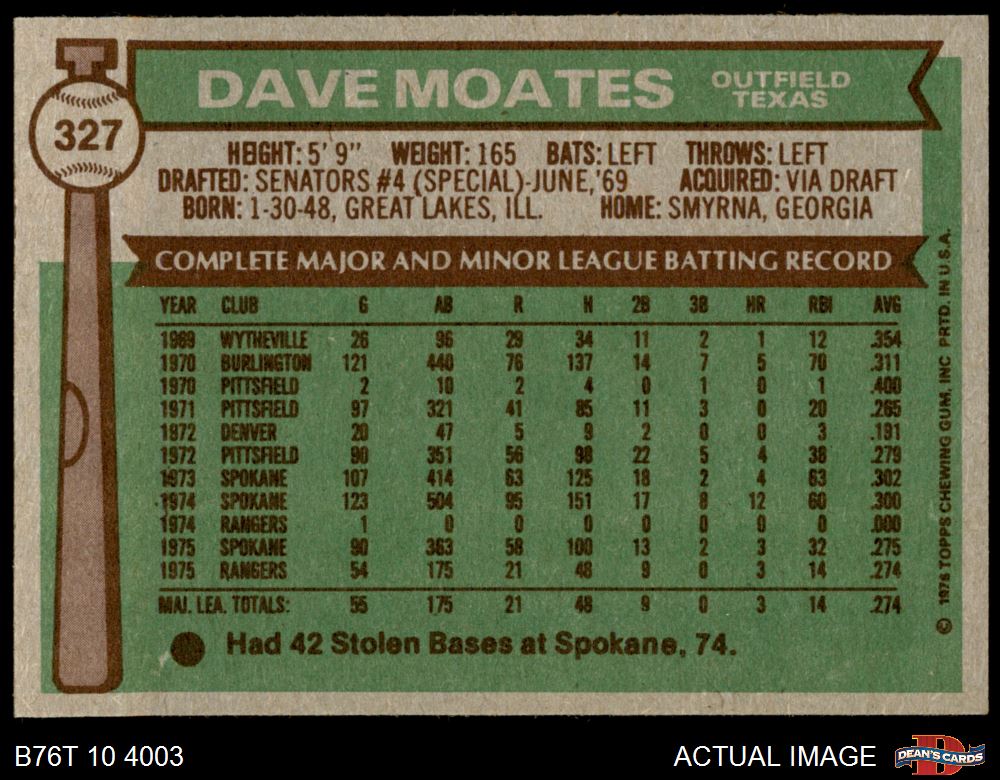 327
DAVE MOATES OUTFIELD
TEXAS
HEIGHT: 5' 9" WEIGHT: 165 BATS: LEFT THROWS: LEFT
DRAFTED: SENATORS #4 (SPECIAL)-JUNE,'69 ACQUIRED: VIA DRAFT
BORN: 1-30-48, GREAT LAKES, ILL. HOME: SMYRNA, GEORGIA
COMPLETE MAJOR AND MINOR LEAGUE BATTING RECORD
YEAR CLUB G AB R H 2B 3B HR RBI AVG
1969 WYTHEVILLE 26 96 29 34 11 2 1 12 .354
1970 BURLINGTON 121 440 76 137 14 7 5 70 .311
1970 PITTSFIELD 2 10 2 4 0 1 0 1 .400
1971 PITTSFIELD 97 321 41 85 11 3 0 20 .265
1972 DENVER 20 47 5 9 2 0 0 3 .191
1972 PITTSFIELD 90 351 56 98 22 5 4 38 .279
1973 SPOKANE 107 414 63 125 18 2 4 63 .302
1974 SPOKANE 123 504 95 151 17 8 12 60 .300
1974 RANGERS 1 0 0 0 0 0 0 0 .000
1975 SPOKANE 90 363 58 100 13 2 3 32 .275
1975 RANGERS 54 175 21 48 9 0 3 14 .274
MAJ. LEA. TOTALS: 55 175 21 48 9 0 3 14 .274
Had 42 Stolen Bases at Spokane, 74.
© 1976 TOPPS CHEWING GUM, INC PRTD. IN U.S.A.
B76T 10 4003 ACTUAL IMAGE D DEAN'S CARDS